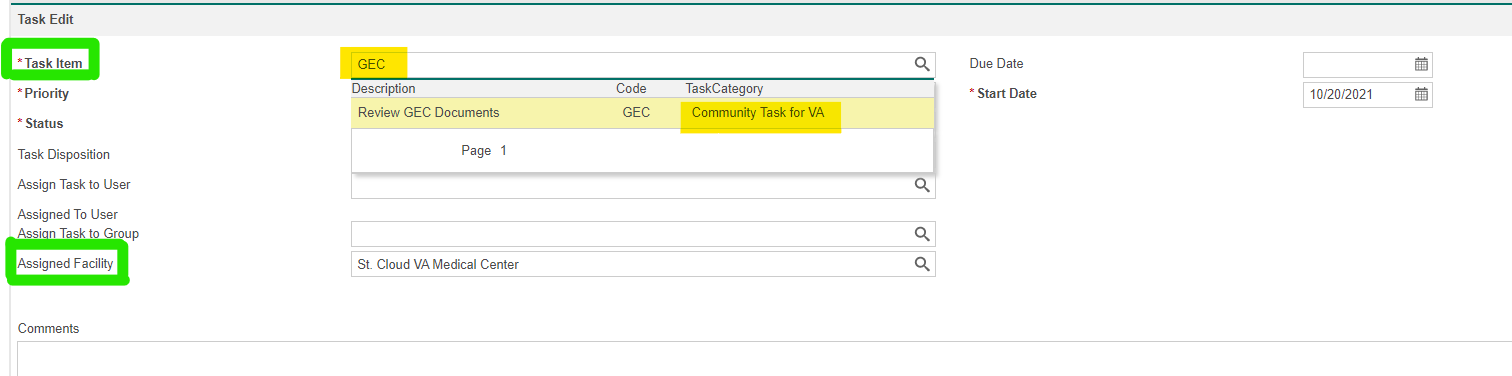 Task Edit
* Task Item GEC Due Date
Description Code TaskCategory
* Priority * Start Date 10/20/2021
Review GEC Documents GEC Community Task for VA
* Status
Task Disposition Page 1
Assign Task to User
Assigned To User
Assign Task to Group
Assigned Facility St. Cloud VA Medical Center
Comments